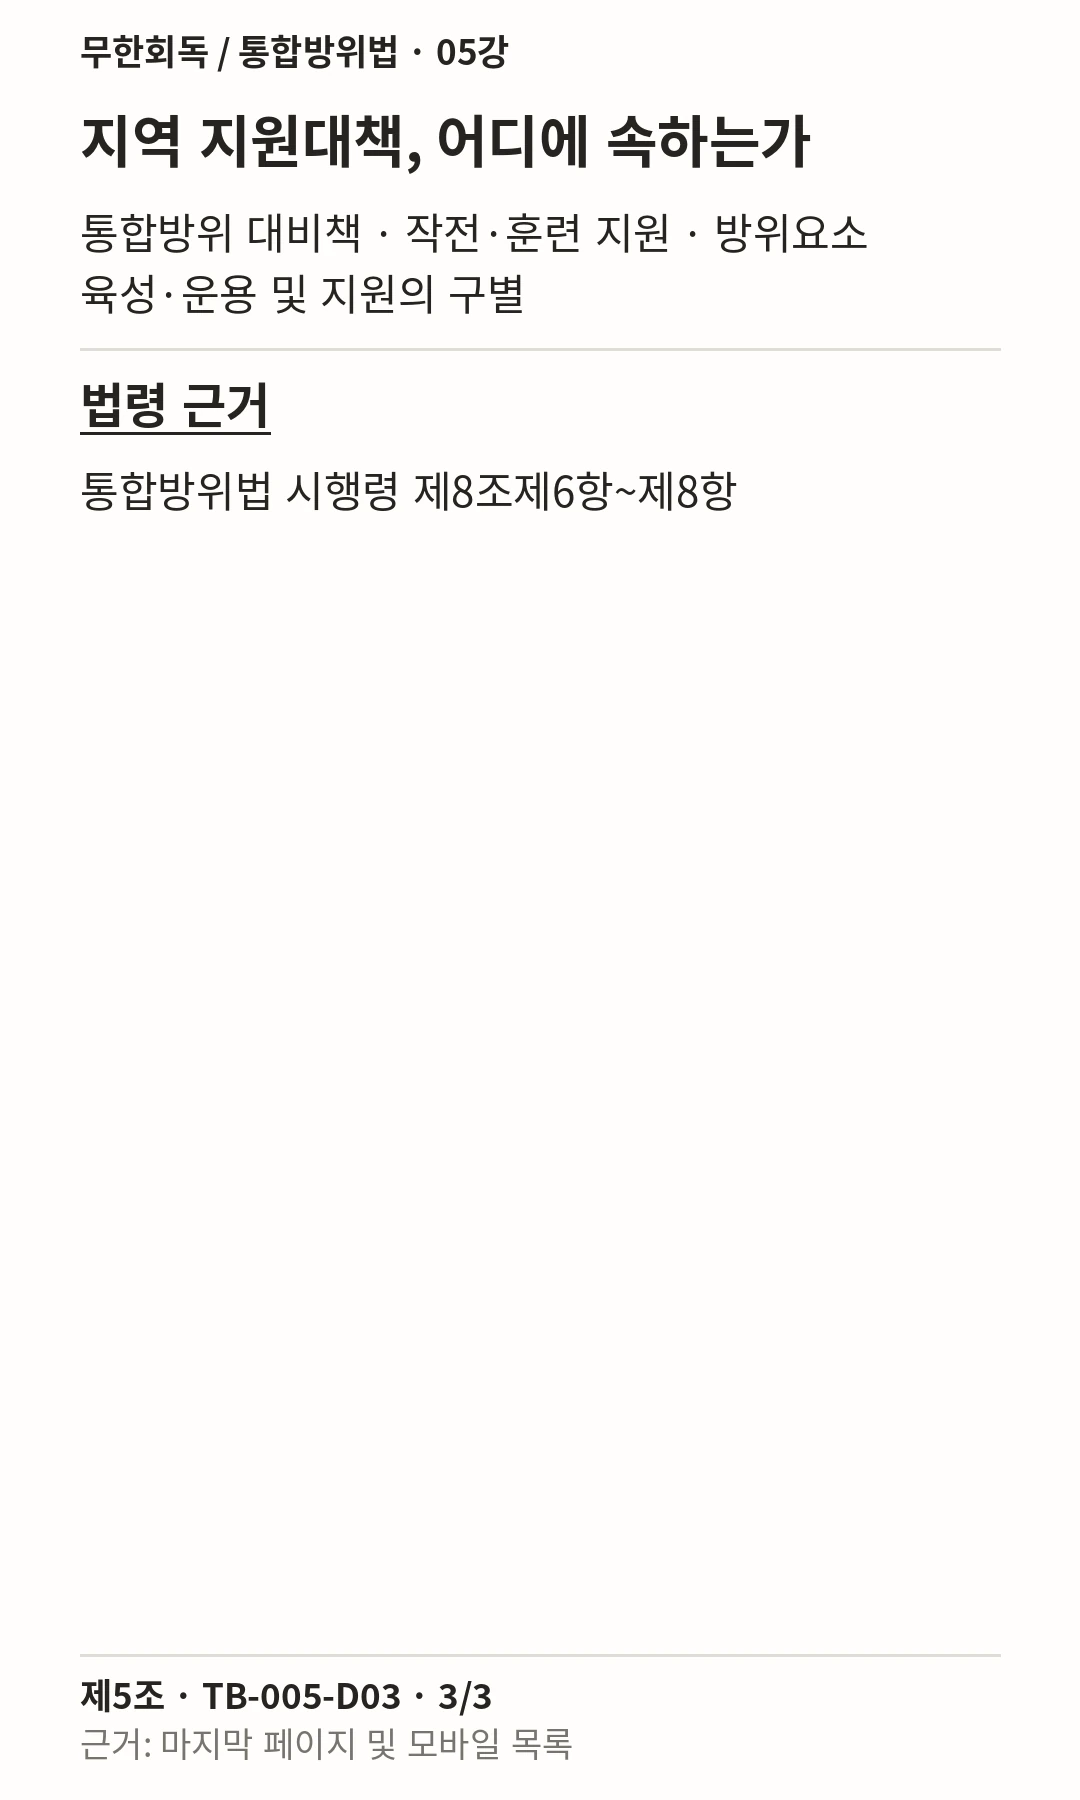 무한회독 / 통합방위법 · 05강
지역 지원대책, 어디에 속하는가
통합방위 대비책 · 작전·훈련 지원 · 방위요소
육성·운용 및 지원의 구별
법령 근거
통합방위법 시행령 제8조제6항~제8항
제5조 · TB-005-D03 · 3/3
근거: 마지막 페이지 및 모바일 목록